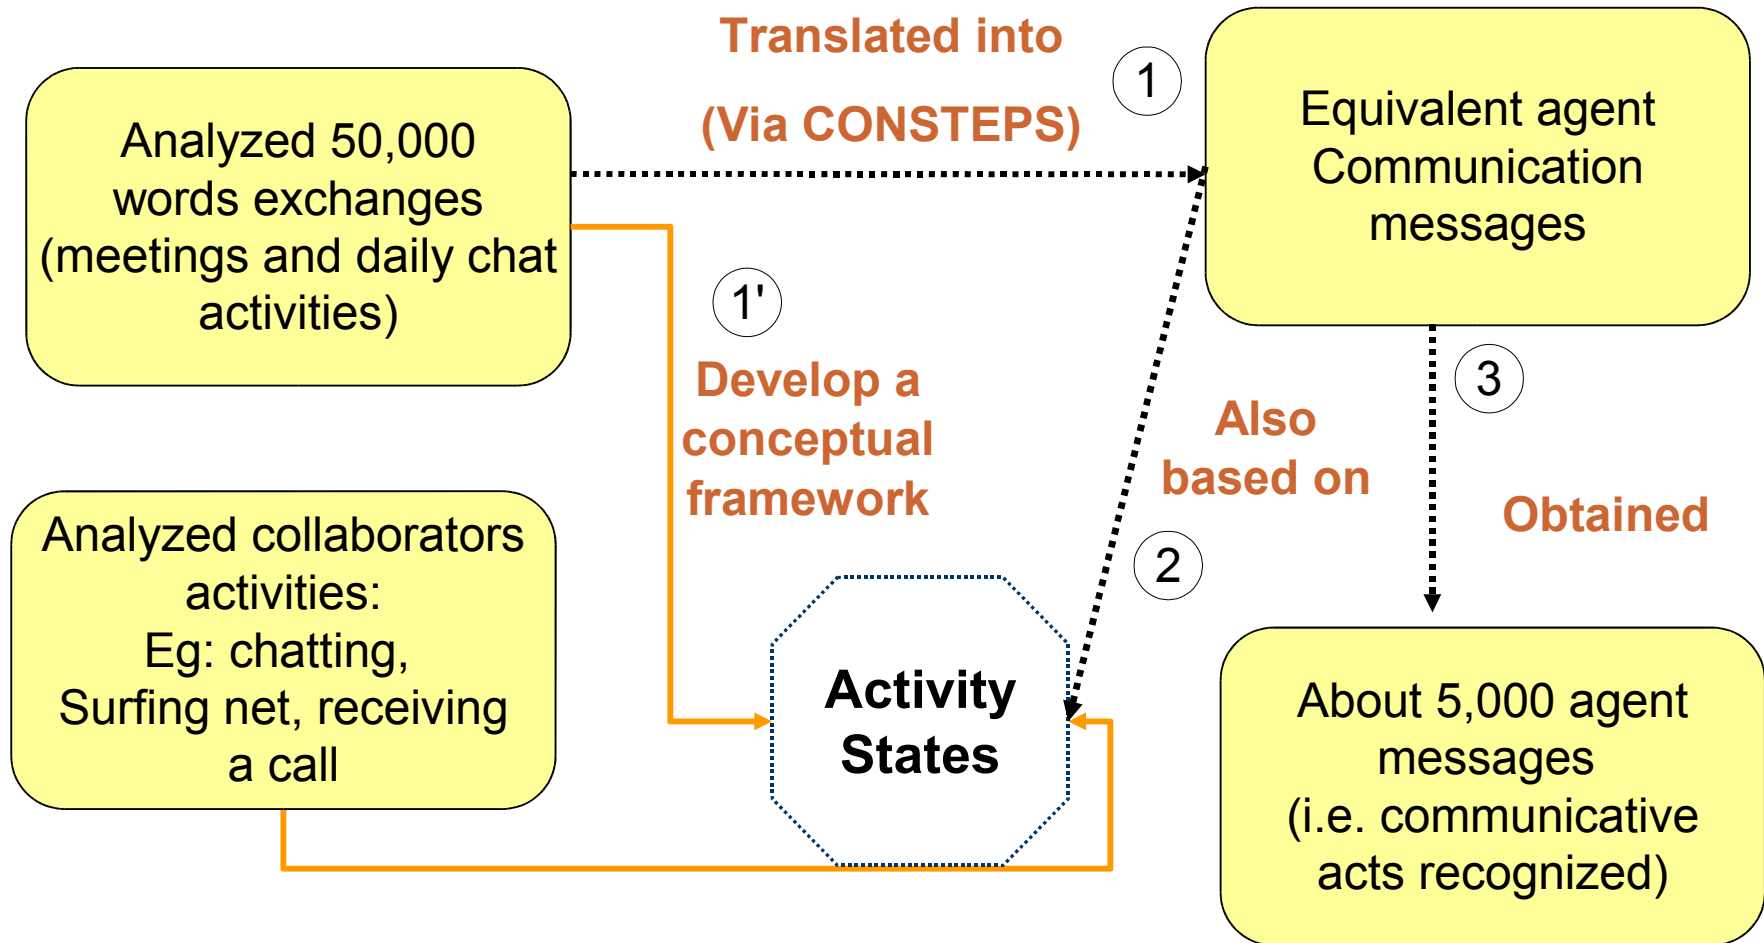 Translated into
(Via CONSTEPS)
1
Analyzed 50,000
words exchanges
(meetings and daily chat
activities)
Equivalent agent
Communication
messages
1'
Develop a
conceptual
framework
Also
based on
2
3
Obtained
Analyzed collaborators
activities:
Eg: chatting,
Surfing net, receiving
a call
Activity
States
About 5,000 agent
messages
(i.e. communicative
acts recognized)